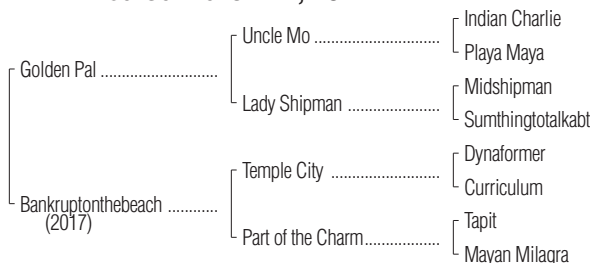 Indian Charlie
Uncle Mo ................................
Playa Maya
Golden Pal ..............................
Midshipman
Lady Shipman ........................
Sumthingtotalkabt
Dynaformer
Temple City ............................
Curriculum
Bankruptonthebeach .............
(2017)
Tapit
Part of the Charm...................
Mayan Milagra